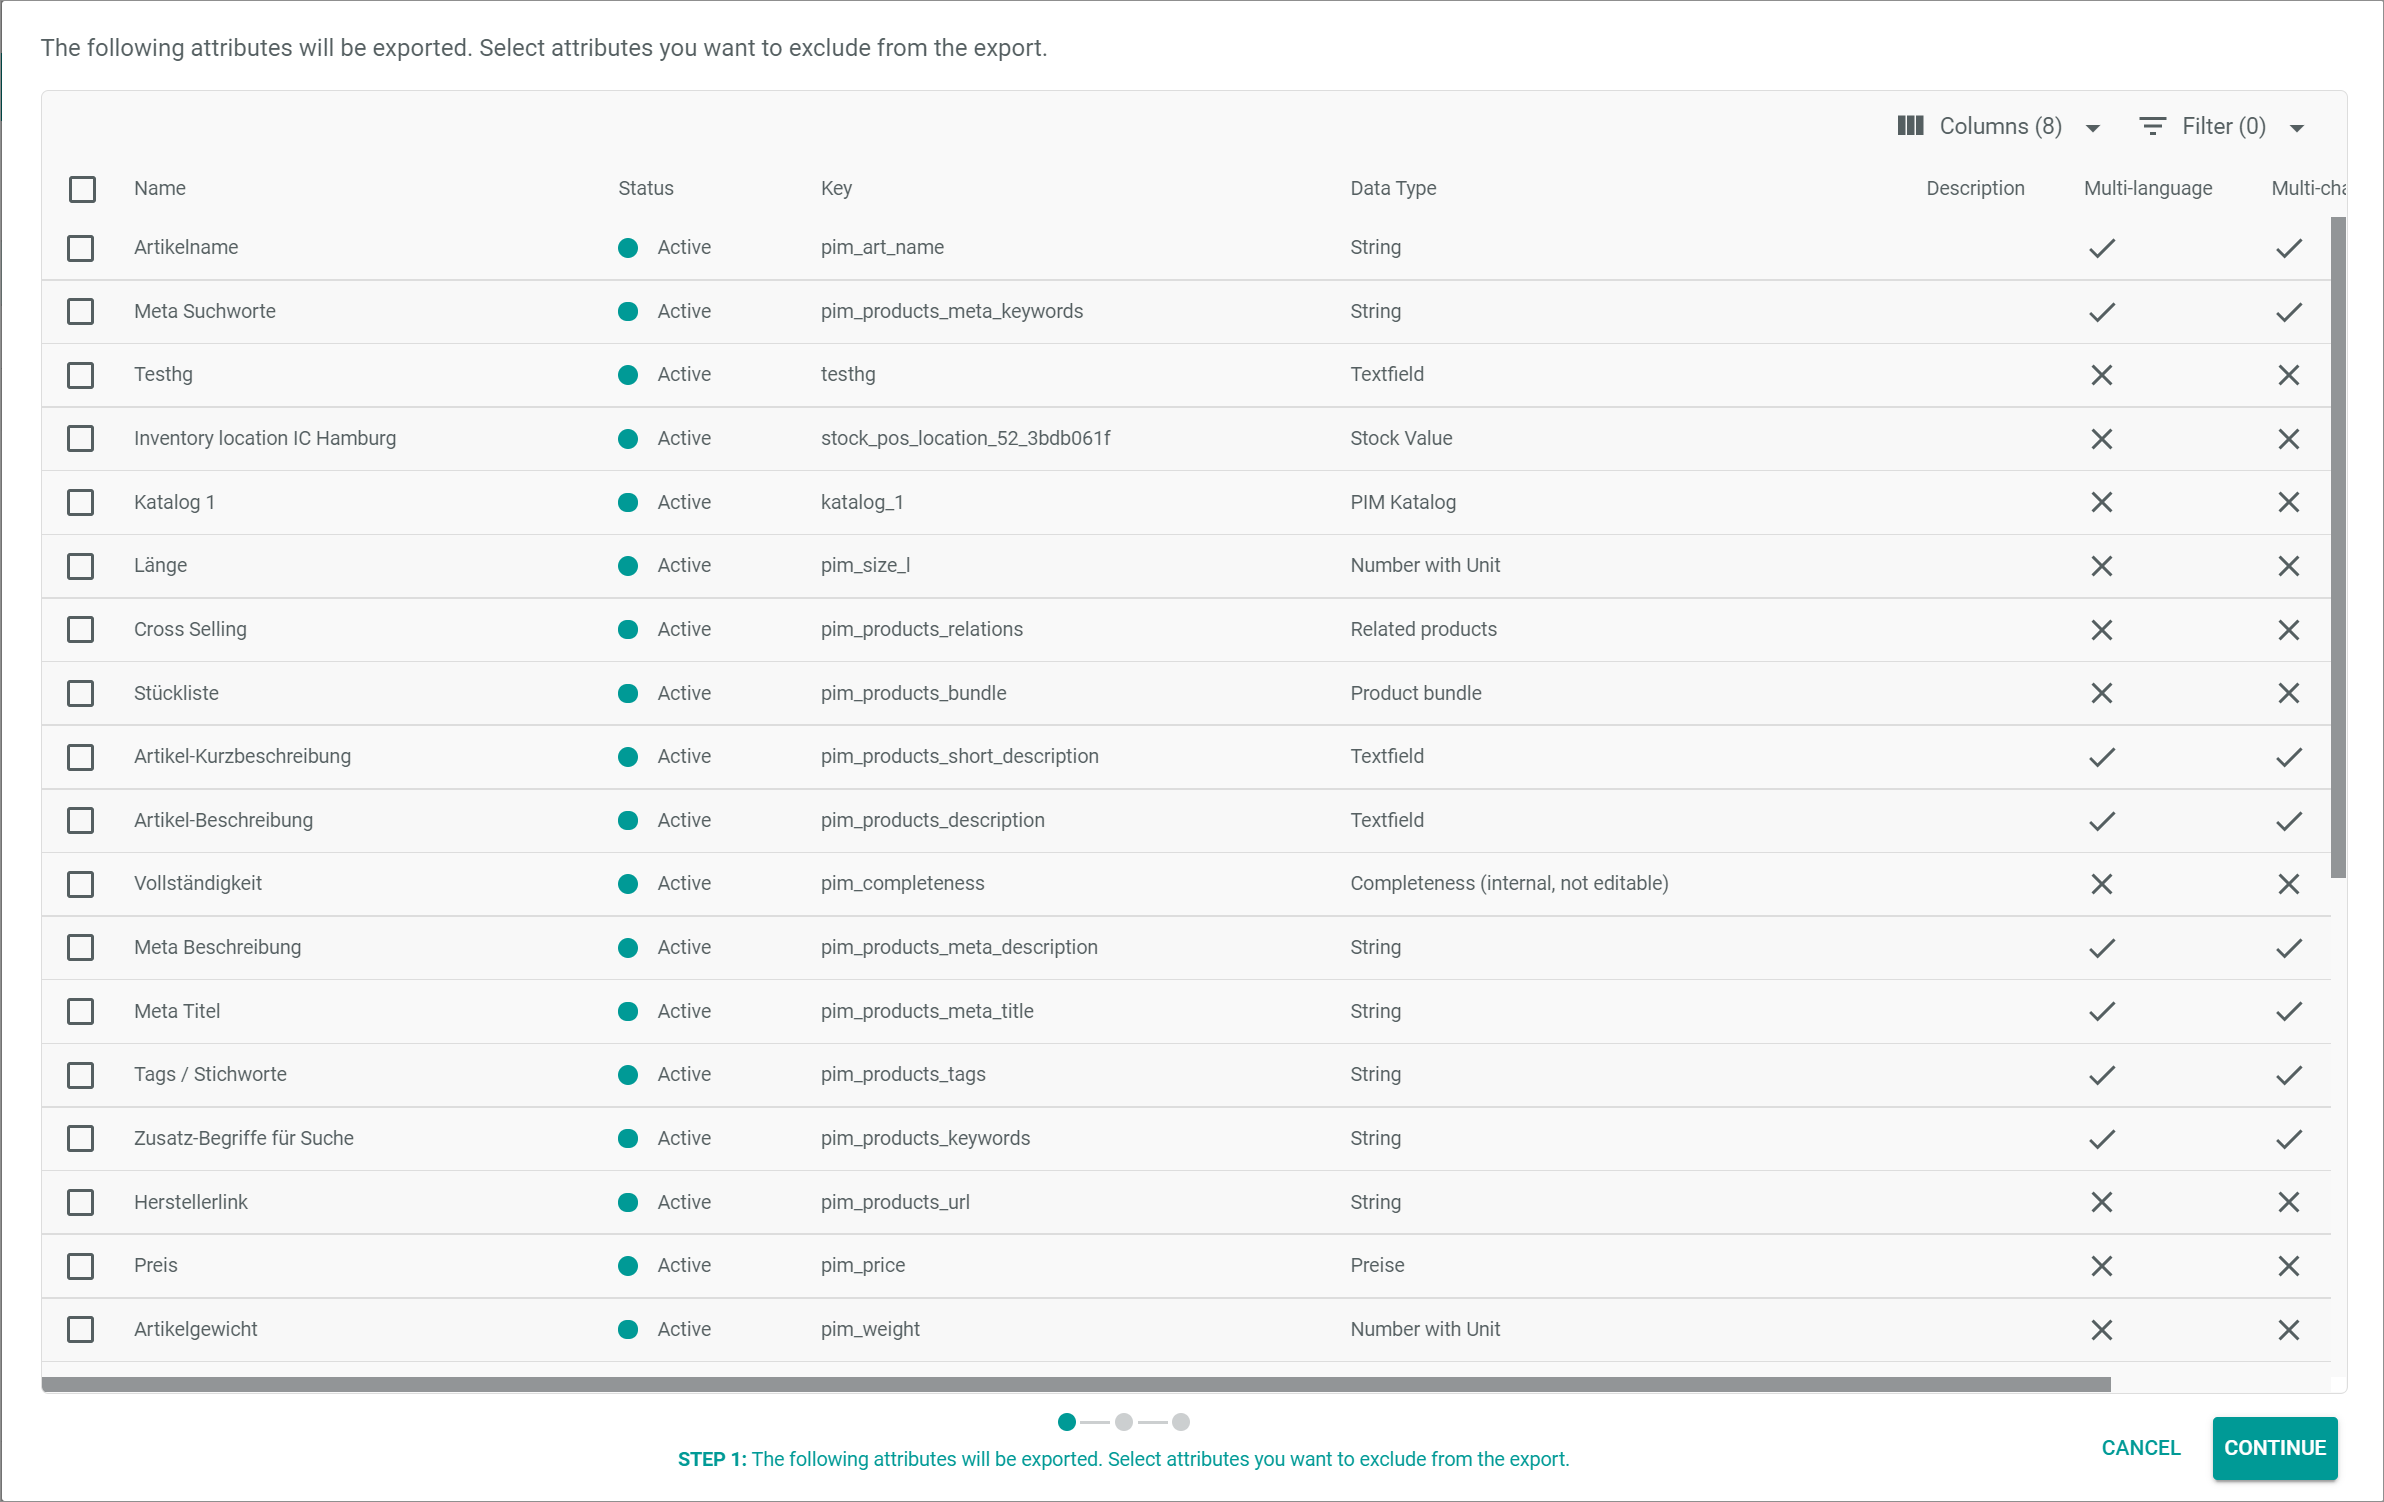 The following attributes will be exported. Select attributes you want to exclude from the export.
Columns (8) Filter (0)
Name Status Key Data Type Description Multi-language Multi-cha
Artikelname Active pim_art_name String
Meta Suchworte Active pim_products_meta_keywords String
Testhg Active testhg Textfield
Inventory location IC Hamburg Active stock_pos_location_52_3bdb061f Stock Value
Katalog 1 Active katalog_1 PIM Katalog
Länge Active pim_size_l Number with Unit
Cross Selling Active pim_products_relations Related products
Stückliste Active pim_products_bundle Product bundle
Artikel-Kurzbeschreibung Active pim_products_short_description Textfield
Artikel-Beschreibung Active pim_products_description Textfield
Vollständigkeit Active pim_completeness Completeness (internal, not editable)
Meta Beschreibung Active pim_products_meta_description String
Meta Titel Active pim_products_meta_title String
Tags / Stichworte Active pim_products_tags String
Zusatz-Begriffe für Suche Active pim_products_keywords String
Herstellerlink Active pim_products_url String
Preis Active pim_price Preise
Artikelgewicht Active pim_weight Number with Unit
STEP 1: The following attributes will be exported. Select attributes you want to exclude from the export.
CANCEL CONTINUE